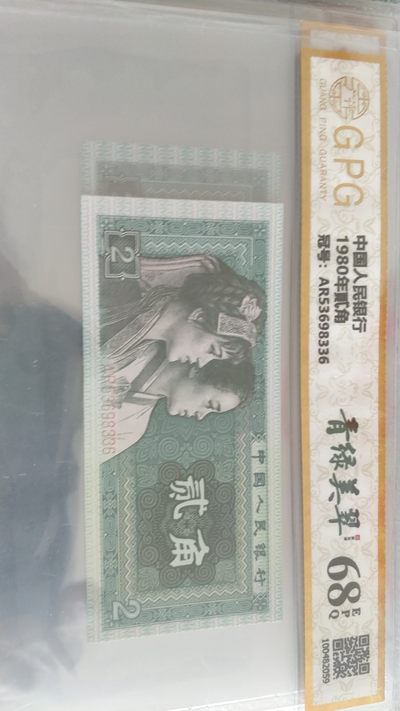 GPG
GUANG PING GUARANTY
中国人民银行
1980年贰角
冠号: AR53698336
青绿美翠
68 EPQ
100482059
中国人民银行
贰角
2
2
AR53698336